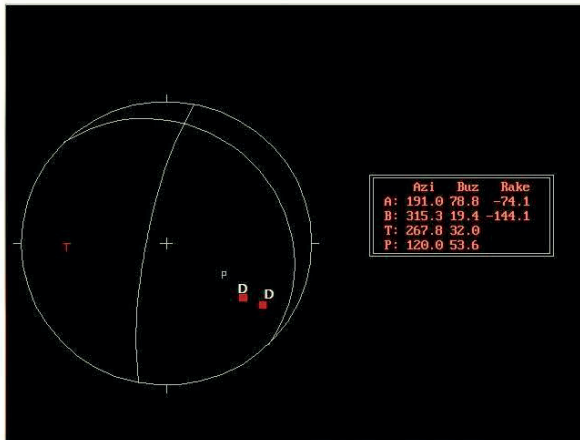 Azi Buz Rake
A: 191.0 78.8 -74.1
B: 315.3 19.4 -144.1
T: 267.8 32.0
P: 120.0 53.6
T
P
D
D